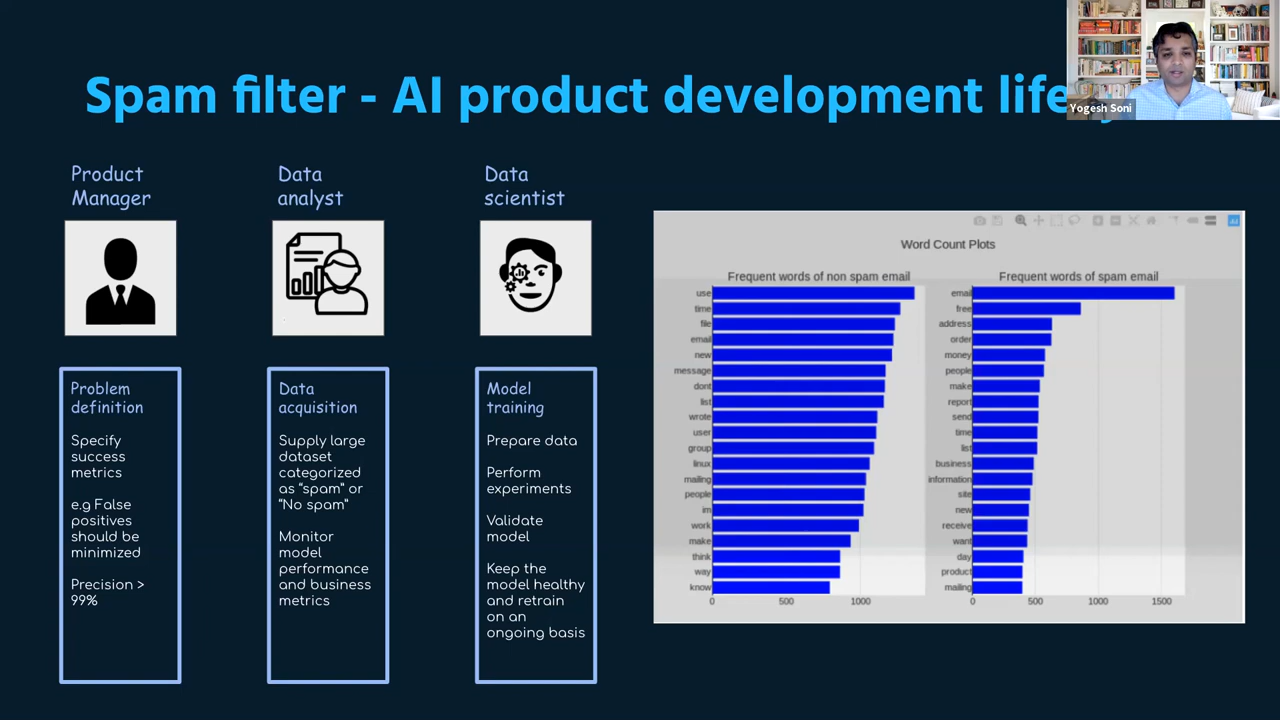 Spam filter - AI product development life
Yogesh Soni
Product
Manager
Data
analyst
Data
scientist
Problem
definition
Specify
success
metrics
e.g False
positives
should be
minimized
Precision >
99%
Data
acquisition
Supply large
dataset
categorized
as “spam” or
“No spam”
Monitor
model
performance
and business
metrics
Model
training
Prepare data
Perform
experiments
Validate
model
Keep the
model healthy
and retrain
on an
ongoing basis
Word Count Plots
Frequent words of non spam email
use
time
file
email
new
message
dont
list
wrote
user
group
linux
mailing
people
im
work
make
think
way
know
0 500 1000
Frequent words of spam email
email
free
address
order
money
people
make
report
send
time
list
business
information
site
new
receive
want
day
product
mailing
0 500 1000 1500